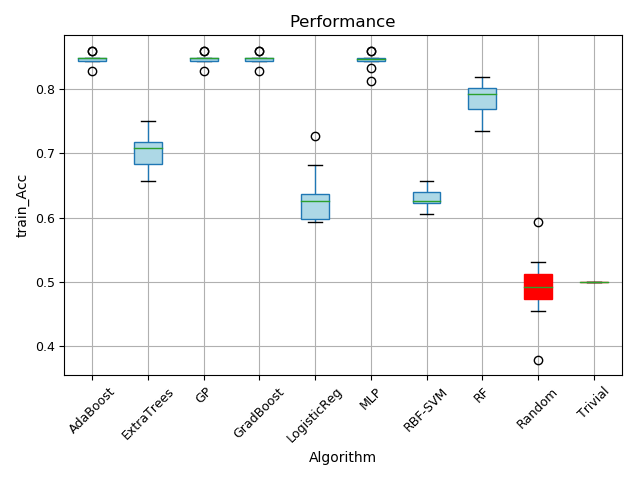 Performance
train_Acc
0.8
0.7
0.6
0.5
0.4
AdaBoost
ExtraTrees
GP
GradBoost
LogisticReg
MLP
RBF-SVM
RF
Random
Trivial
Algorithm